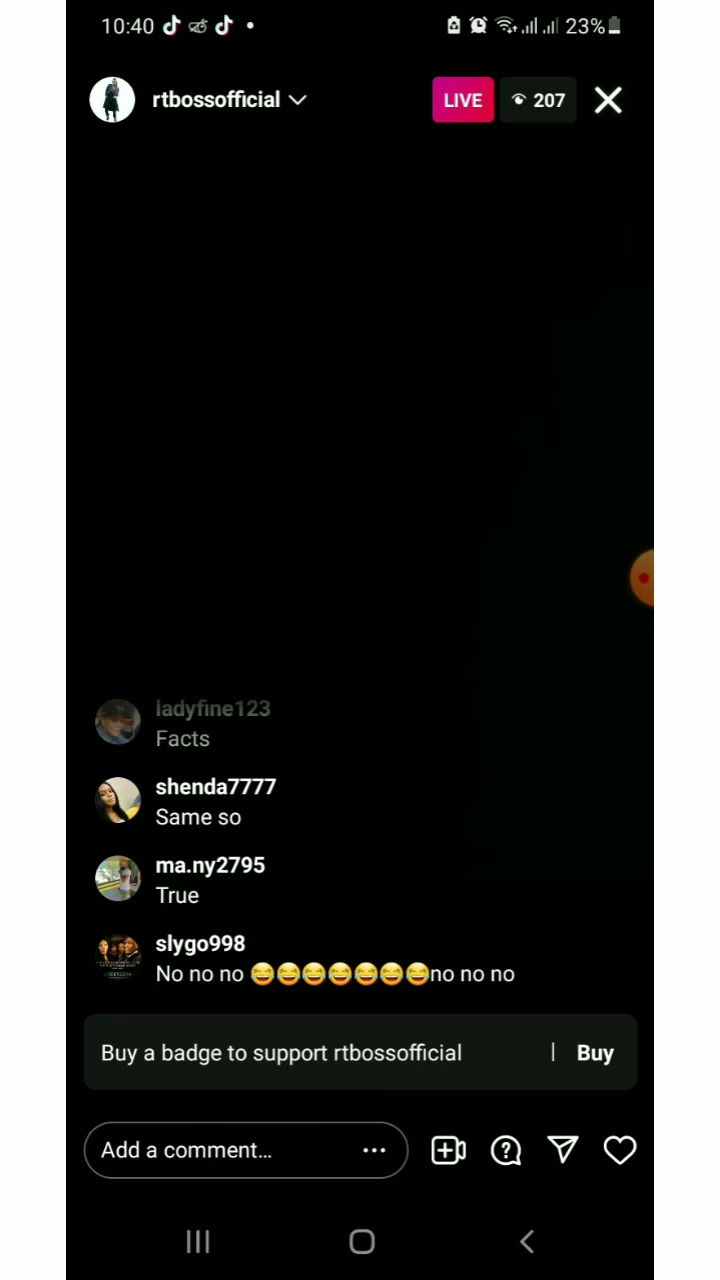 10:40 23%
rtbossofficial LIVE 207
ladyfine123
Facts
shenda7777
Same so
ma.ny2795
True
slygo998
No no no 😂😂😂😂😂😂😂no no no
Buy a badge to support rtbossofficial | Buy
Add a comment...